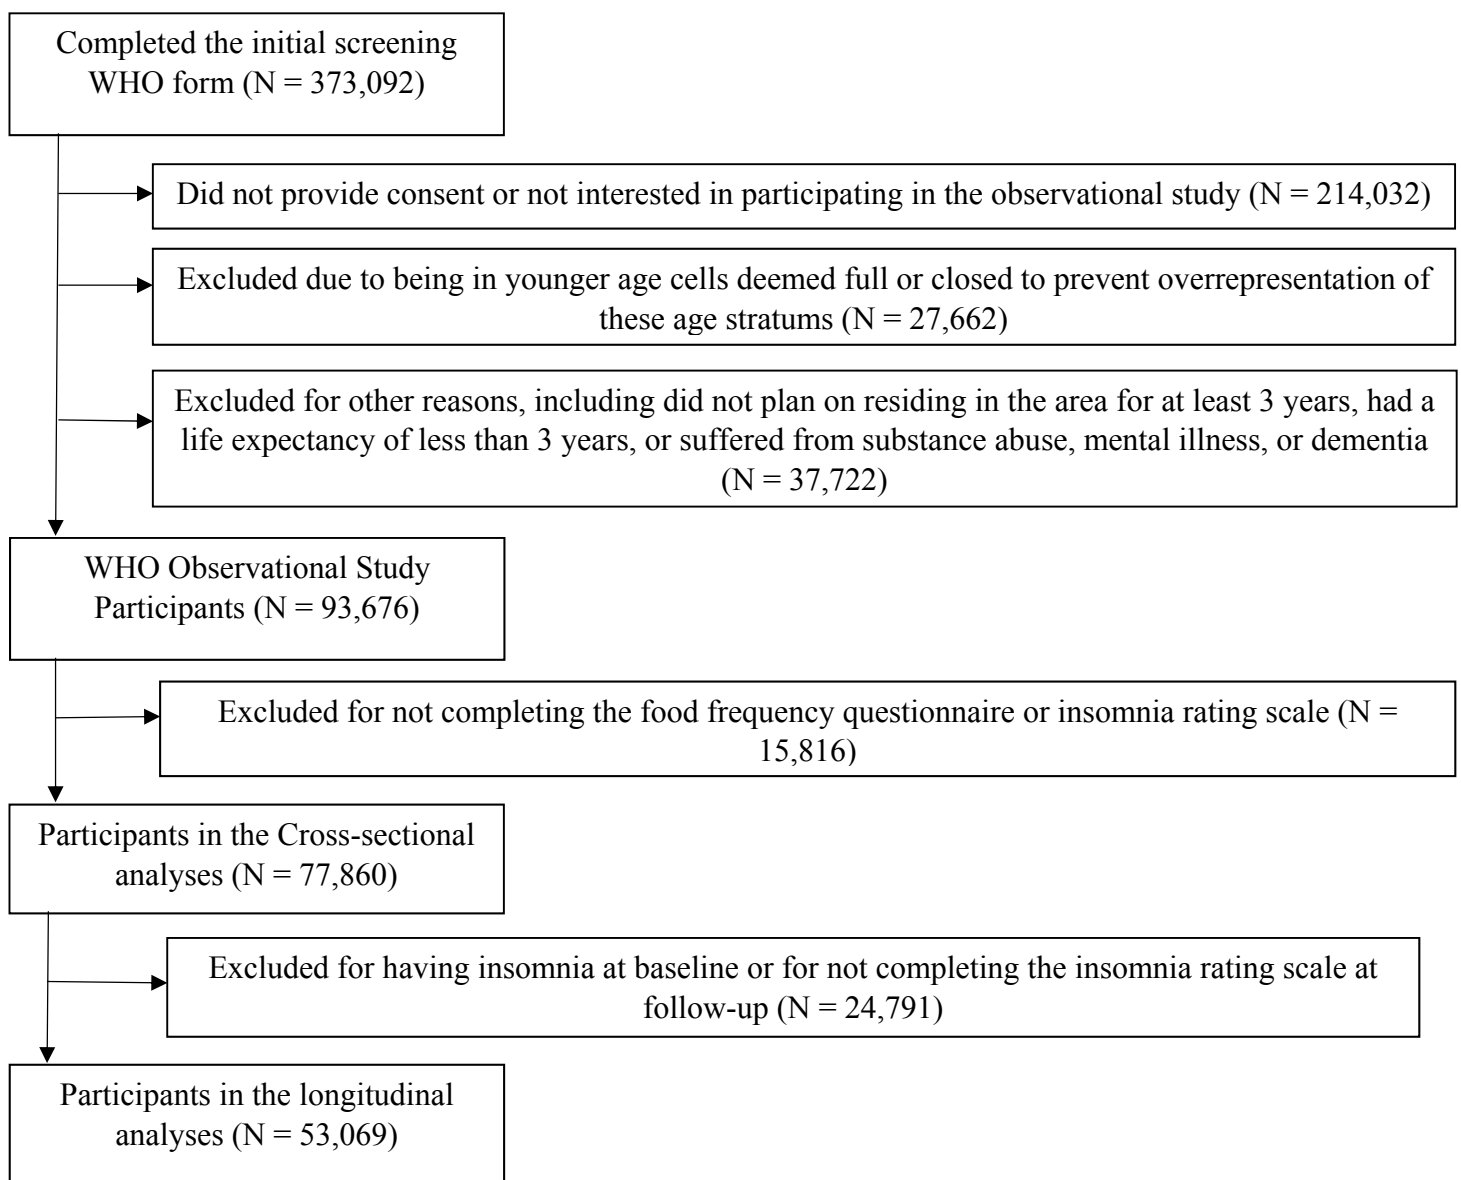 Completed the initial screening
WHO form (N = 373,092)
Did not provide consent or not interested in participating in the observational study (N = 214,032)
Excluded due to being in younger age cells deemed full or closed to prevent overrepresentation of
these age stratums (N = 27,662)
Excluded for other reasons, including did not plan on residing in the area for at least 3 years, had a
life expectancy of less than 3 years, or suffered from substance abuse, mental illness, or dementia
(N = 37,722)
WHO Observational Study
Participants (N = 93,676)
Excluded for not completing the food frequency questionnaire or insomnia rating scale (N =
15,816)
Participants in the Cross-sectional
analyses (N = 77,860)
Excluded for having insomnia at baseline or for not completing the insomnia rating scale at
follow-up (N = 24,791)
Participants in the longitudinal
analyses (N = 53,069)